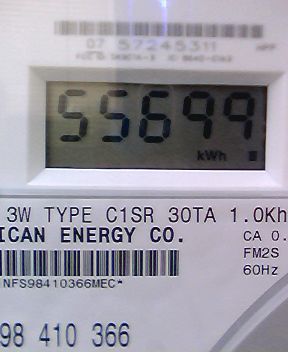 07 57245311
55699
kWh
3W TYPE C1SR 30TA 1.0Kh
ICAN ENERGY CO.
CA 0.
FM2S
60Hz
NFS98410366MEC*
98 410 366